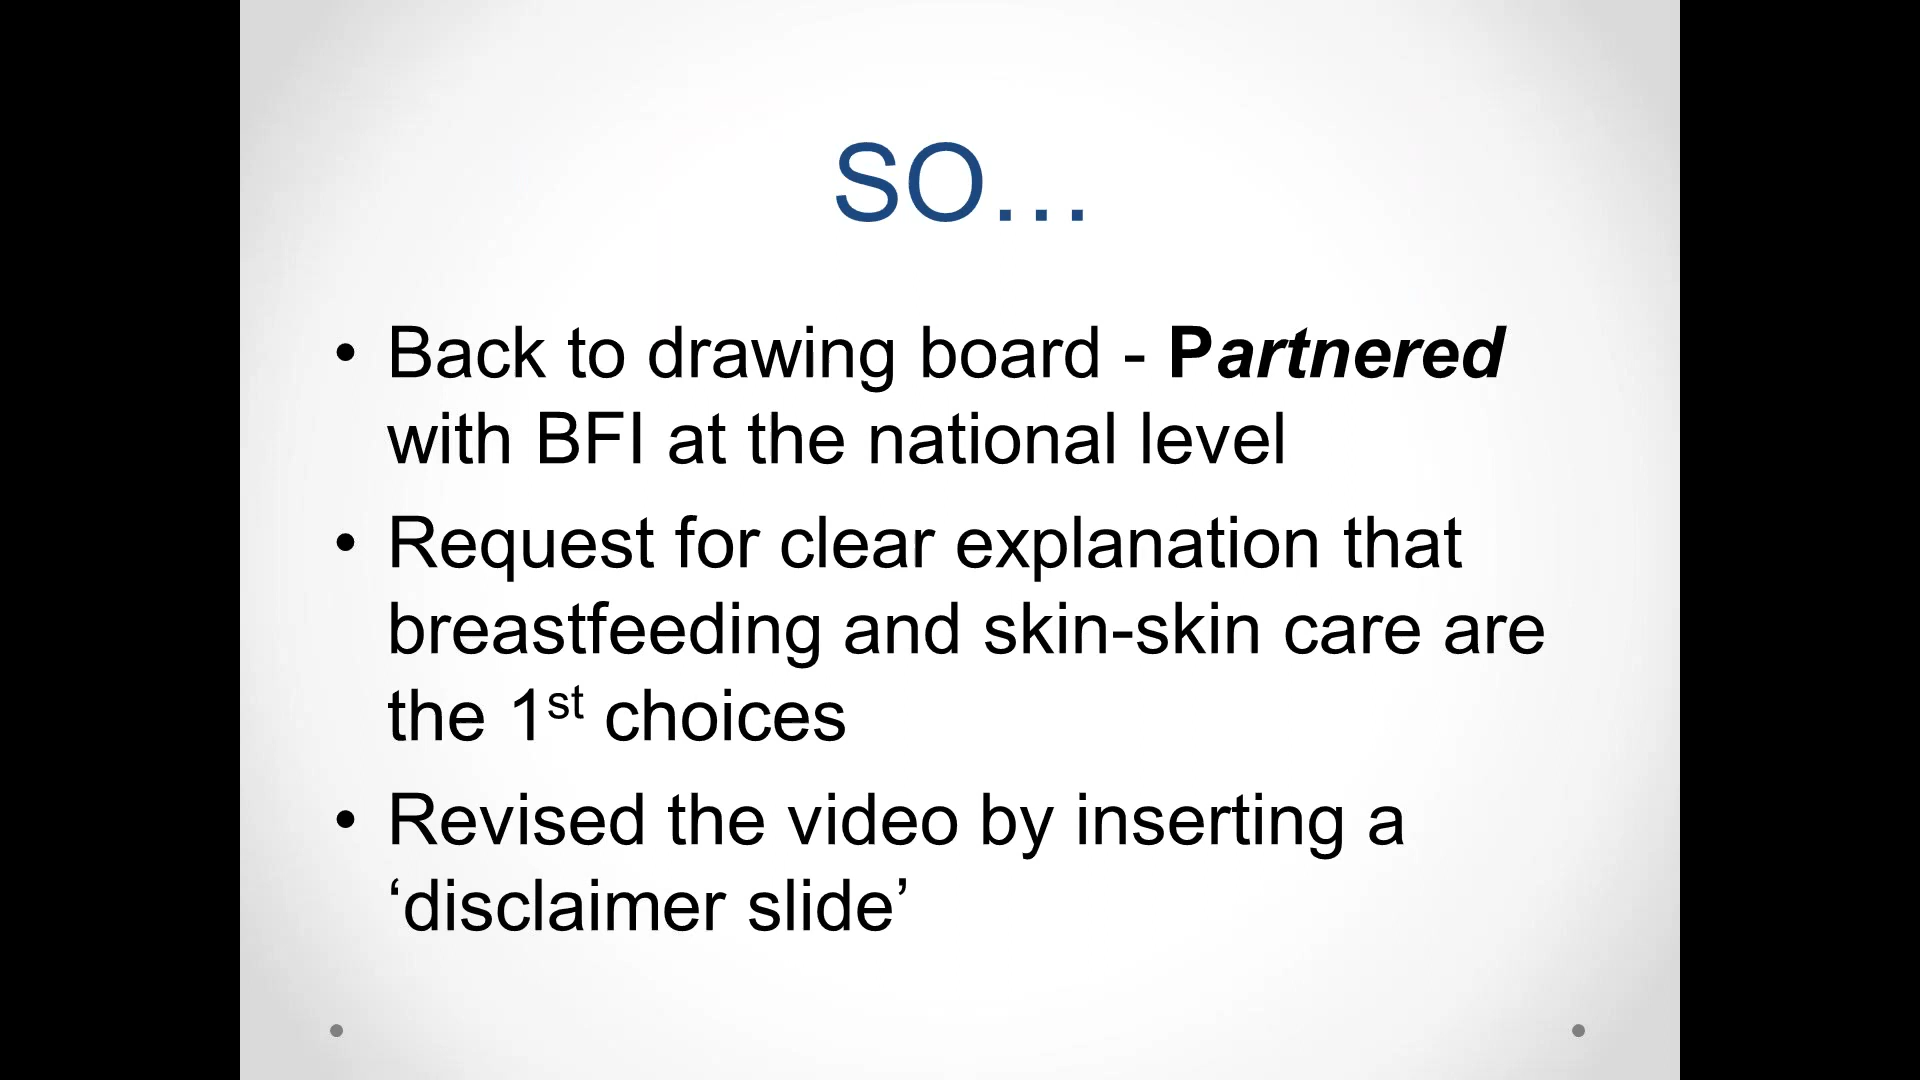 SO…
• Back to drawing board - Partnered
with BFI at the national level
• Request for clear explanation that
breastfeeding and skin-skin care are
the 1st choices
• Revised the video by inserting a
‘disclaimer slide’